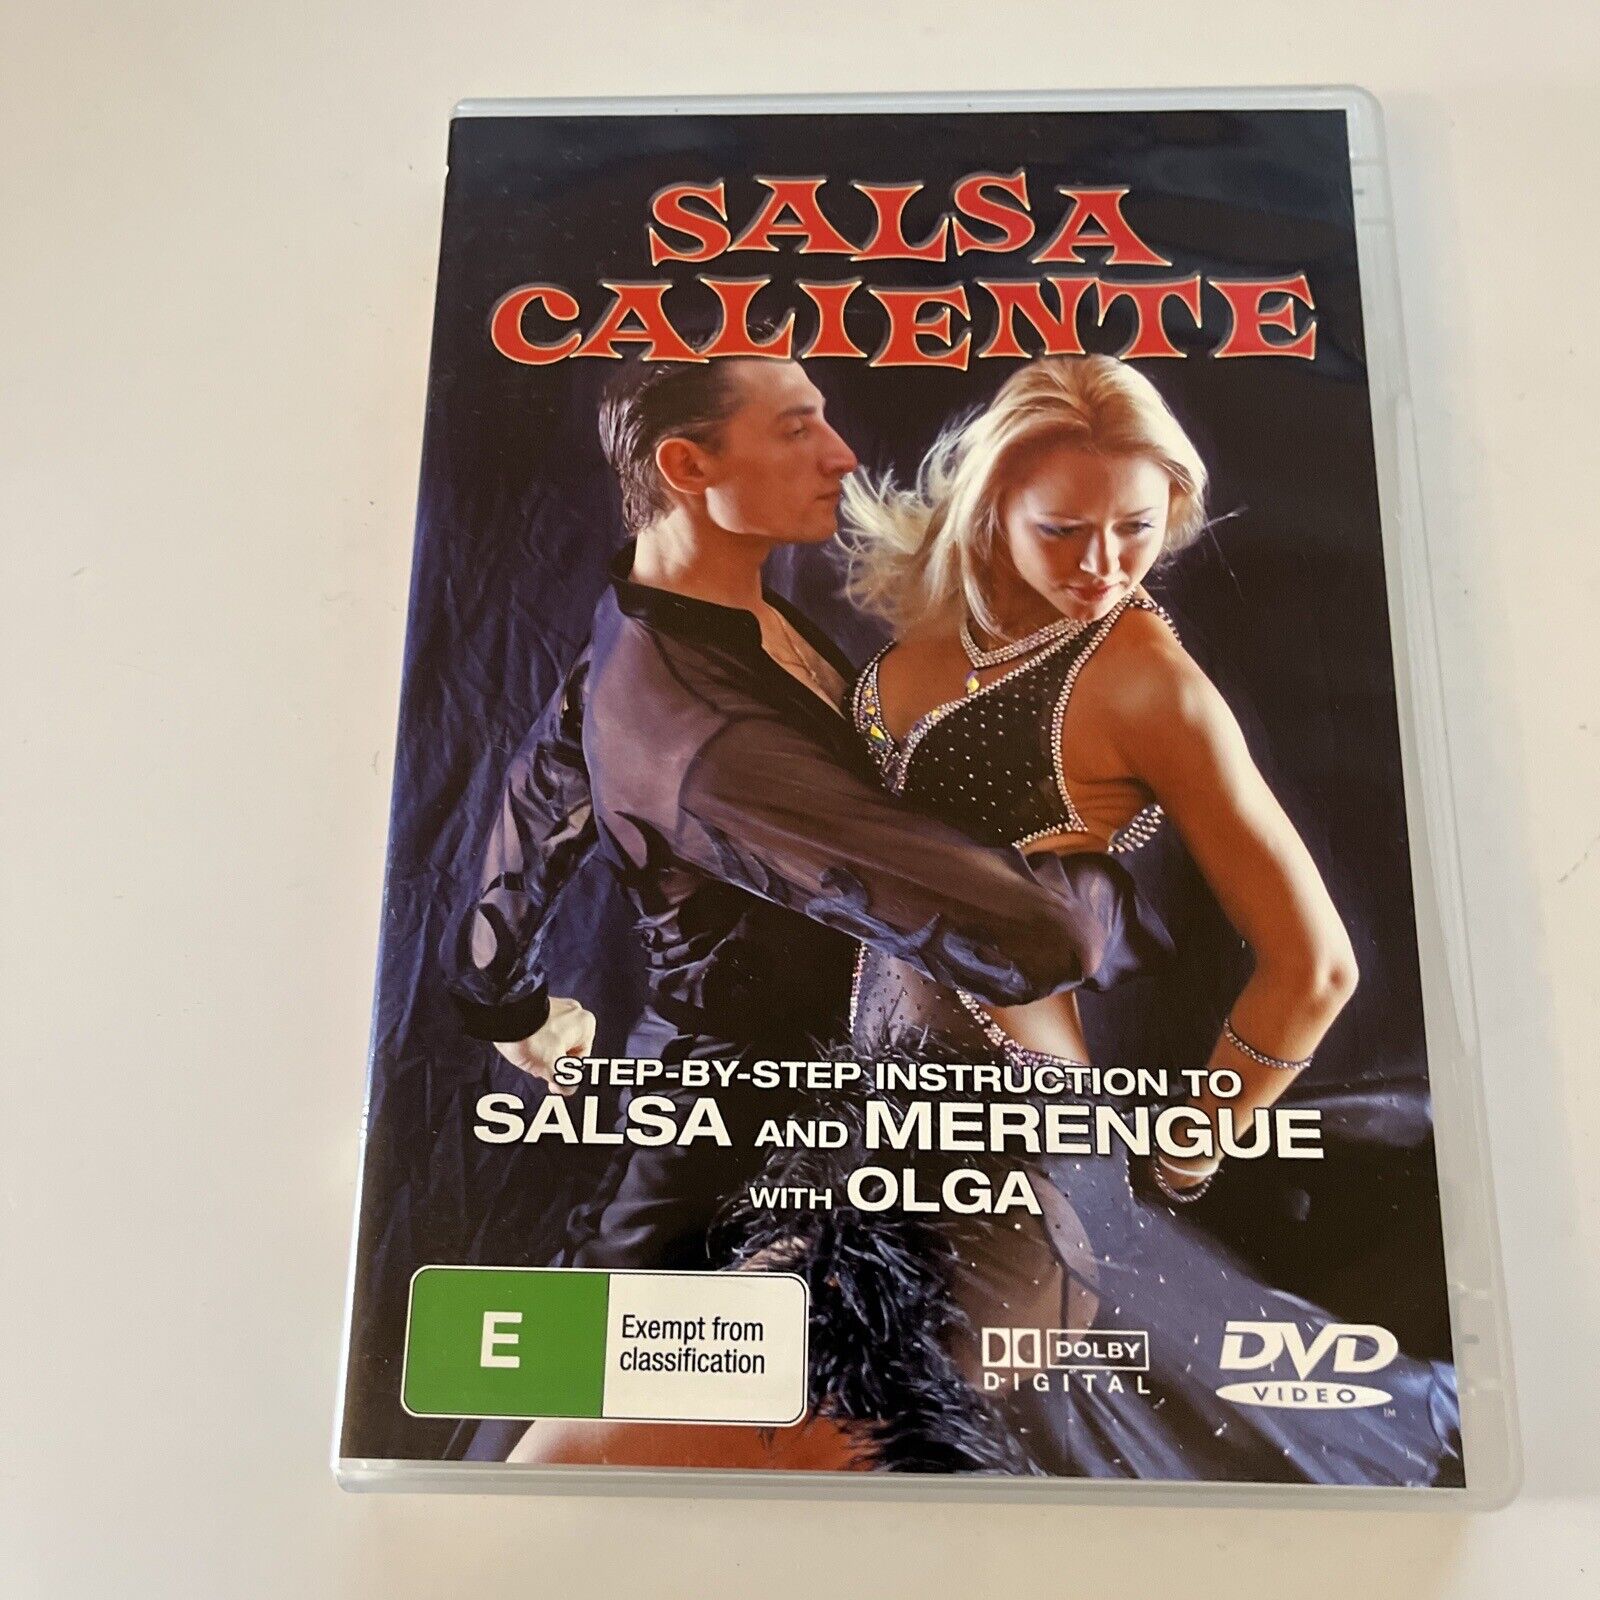 SALSA
CALIENTE
STEP-BY-STEP INSTRUCTION TO
SALSA AND MERENGUE
WITH OLGA
E
Exempt from
classification
DOLBY
DIGITAL
DVD
VIDEO
TM